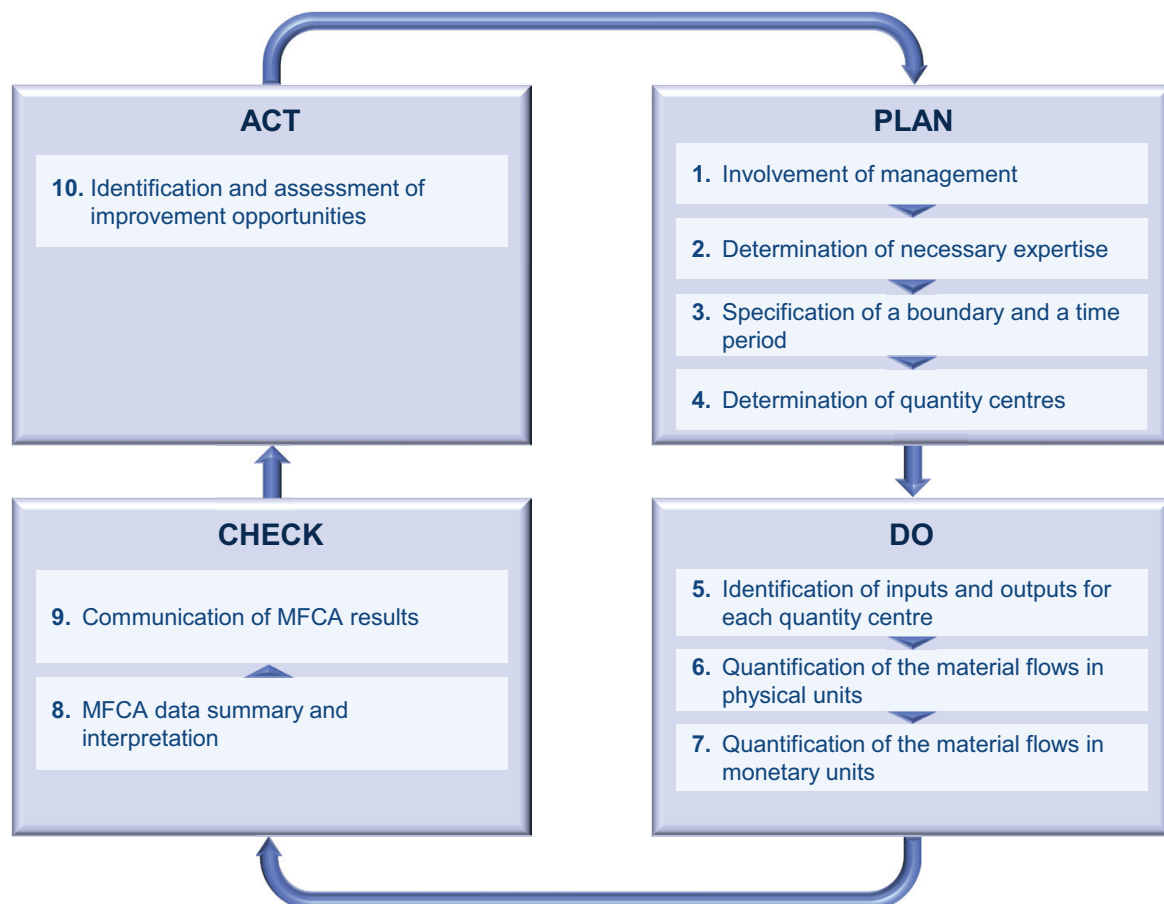 ACT
10. Identification and assessment of
improvement opportunities
PLAN
1. Involvement of management
2. Determination of necessary expertise
3. Specification of a boundary and a time
period
4. Determination of quantity centres
CHECK
9. Communication of MFCA results
8. MFCA data summary and
interpretation
DO
5. Identification of inputs and outputs for
each quantity centre
6. Quantification of the material flows in
physical units
7. Quantification of the material flows in
monetary units